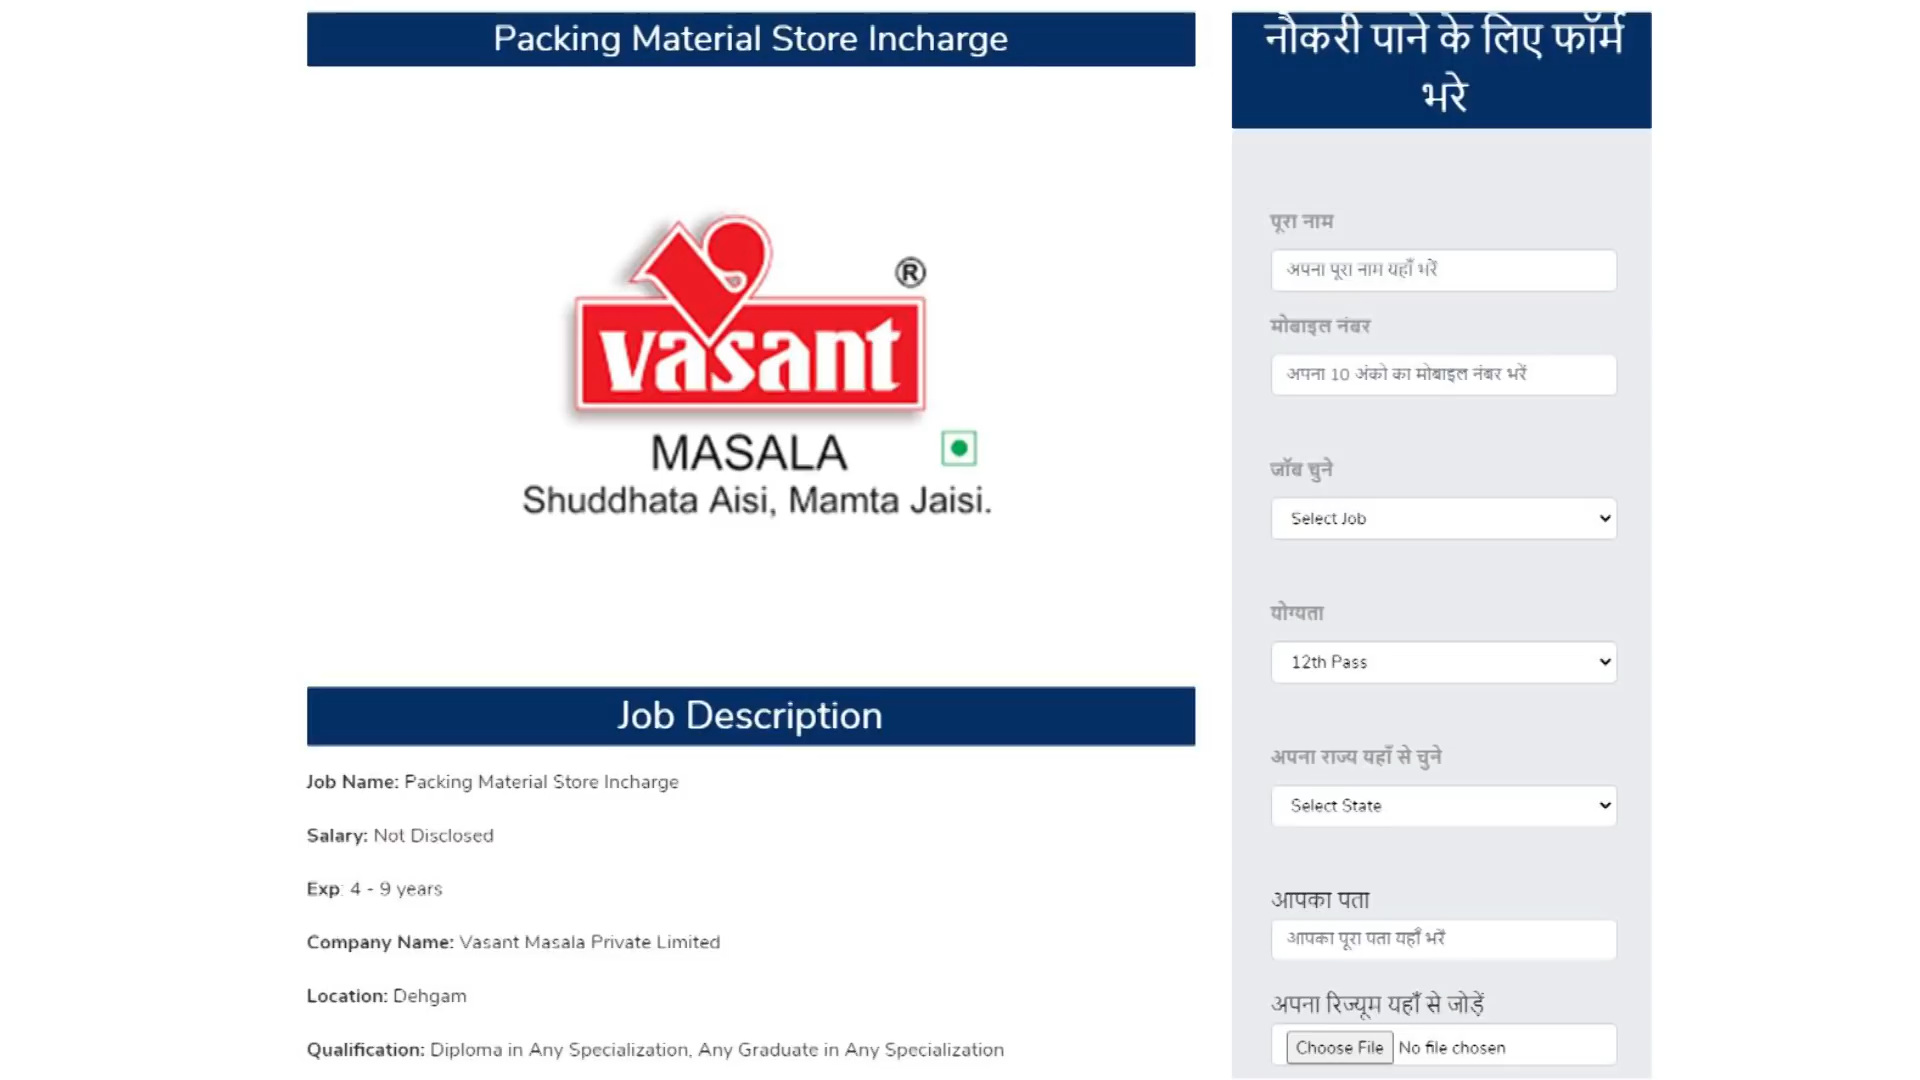 Packing Material Store Incharge
vasant
®
MASALA
Shuddhata Aisi, Mamta Jaisi.
Job Description
Job Name: Packing Material Store Incharge
Salary: Not Disclosed
Exp: 4 - 9 years
Company Name: Vasant Masala Private Limited
Location: Dehgam
Qualification: Diploma in Any Specialization, Any Graduate in Any Specialization
नौकरी पाने के लिए फॉर्म
भरे
पूरा नाम
अपना पूरा नाम यहाँ भरें
मोबाइल नंबर
अपना 10 अंको का मोबाइल नंबर भरें
जॉब चुने
Select Job
योग्यता
12th Pass
अपना राज्य यहाँ से चुने
Select State
आपका पता
आपका पूरा पता यहाँ भरें
अपना रिज्यूम यहाँ से जोड़ें
Choose File No file chosen